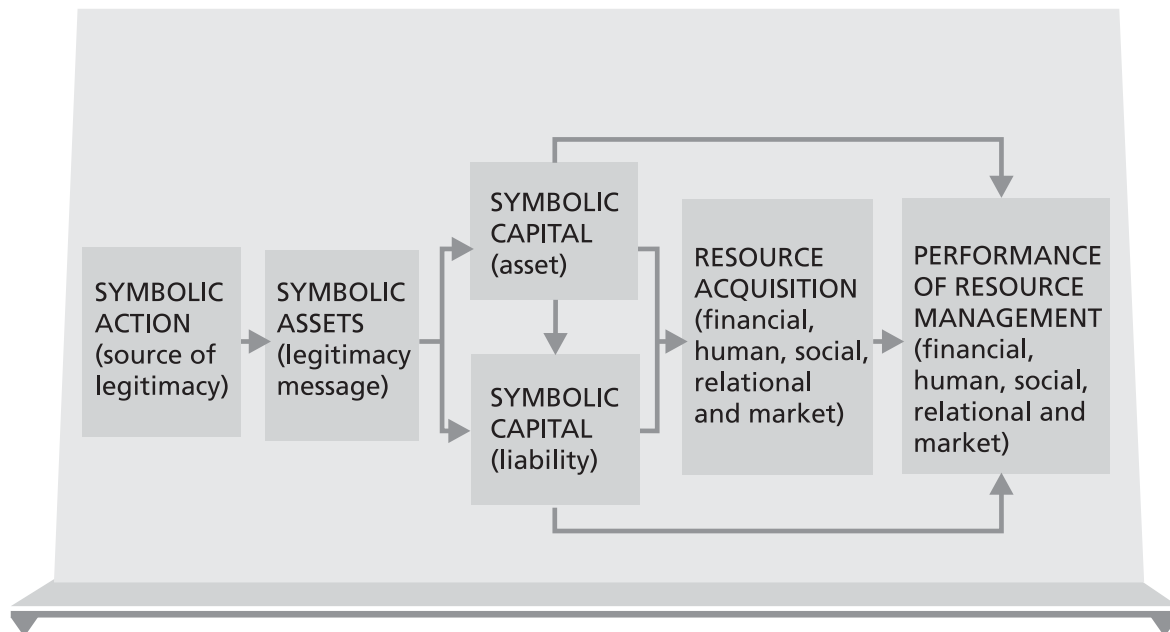 SYMBOLIC
ACTION
(source of
legitimacy)
SYMBOLIC
ASSETS
(legitimacy
message)
SYMBOLIC
CAPITAL
(asset)
SYMBOLIC
CAPITAL
(liability)
RESOURCE
ACQUISITION
(financial,
human, social,
relational
and market)
PERFORMANCE
OF RESOURCE
MANAGEMENT
(financial,
human, social,
relational and
market)